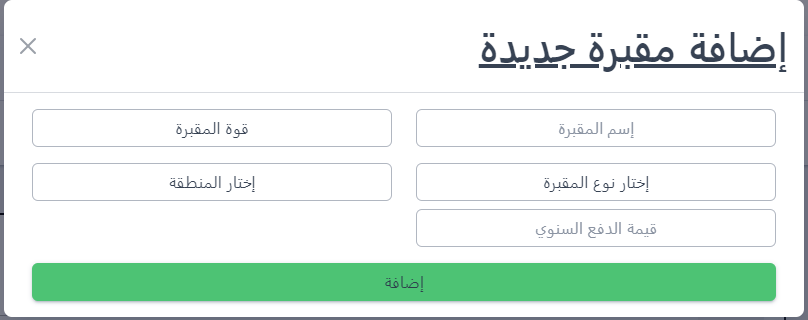 إضافة مقبرة جديدة
إسم المقبرة
قوة المقبرة
إختار نوع المقبرة
إختار المنطقة
قيمة الدفع السنوي
إضافة